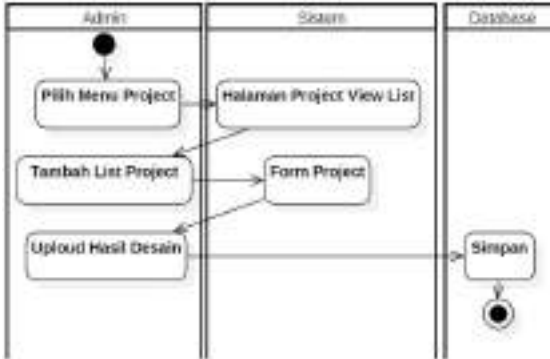 Admin
Sistem
Database
Pilih Menu Project
Halaman Project View List
Tambah List Project
Form Project
Uploud Hasil Desain
Simpan